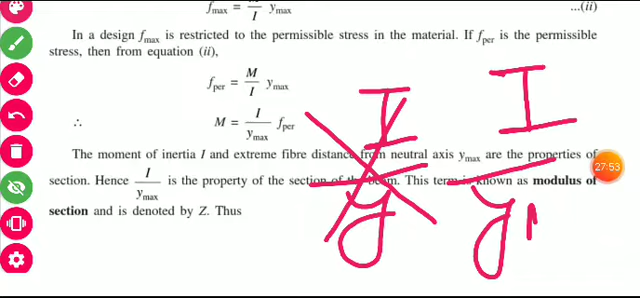 f_max = M/I y_max ...(ii)
In a design f_max is restricted to the permissible stress in the material. If f_per is the permissible
stress, then from equation (ii),
f_per = M/I y_max
∴ M = I/y_max f_per
The moment of inertia I and extreme fibre distance from neutral axis y_max are the properties of
section. Hence I/y_max is the property of the section of the beam. This term is known as modulus of
section and is denoted by Z. Thus
I/y
I/y
27:53